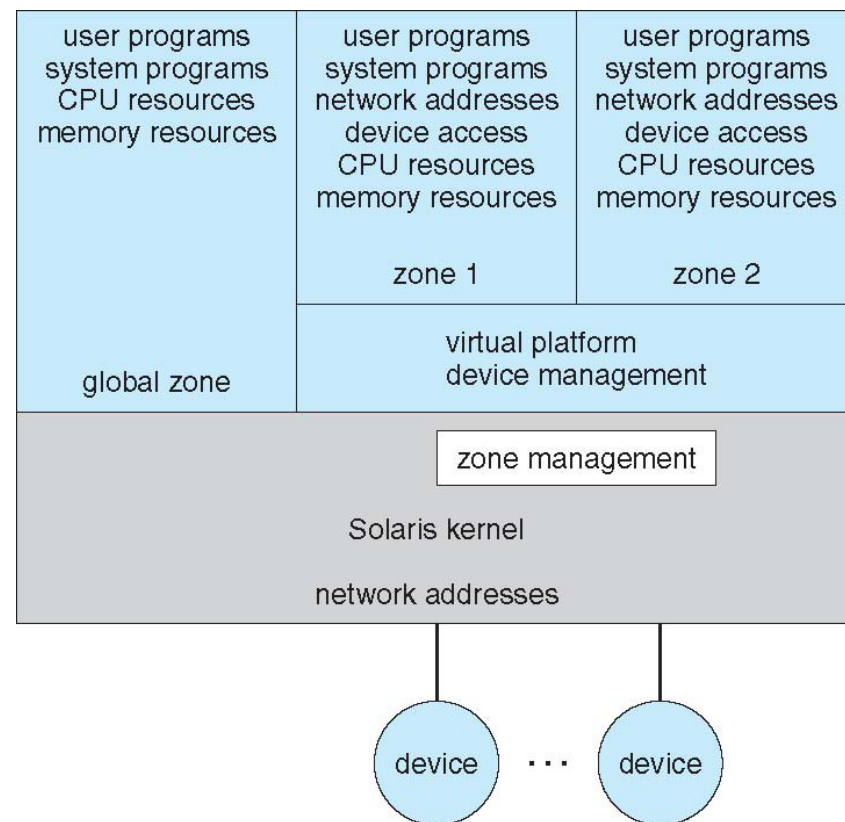 user programs
system programs
CPU resources
memory resources
global zone
user programs
system programs
network addresses
device access
CPU resources
memory resources
zone 1
user programs
system programs
network addresses
device access
CPU resources
memory resources
zone 2
virtual platform
device management
zone management
Solaris kernel
network addresses
device
...
device